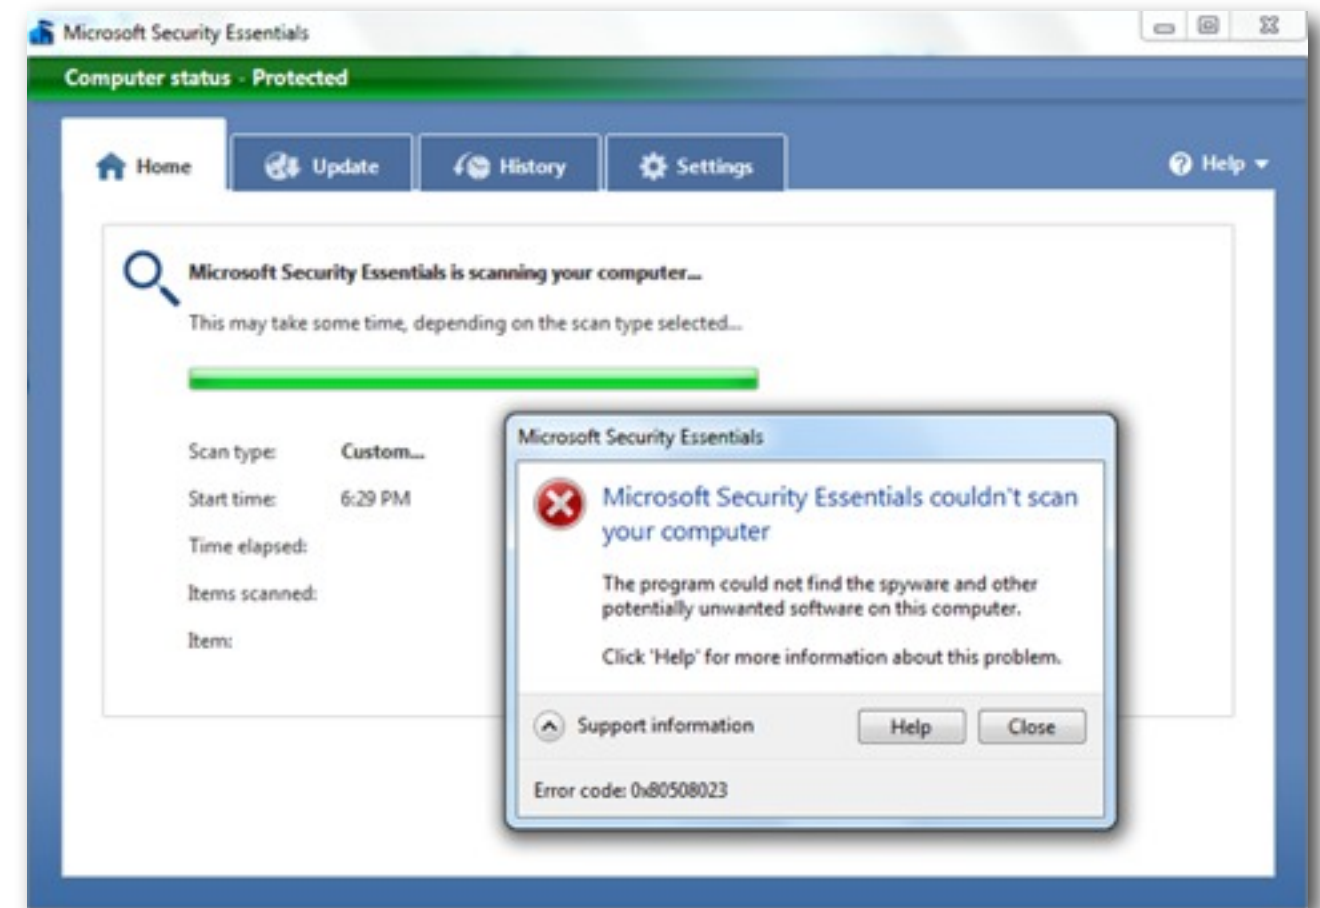 Microsoft Security Essentials
Computer status - Protected
Home
Update
History
Settings
Help
Microsoft Security Essentials is scanning your computer...
This may take some time, depending on the scan type selected...
Scan type: Custom...
Start time: 6:29 PM
Time elapsed:
Items scanned:
Item:
Microsoft Security Essentials
Microsoft Security Essentials couldn't scan
your computer
The program could not find the spyware and other
potentially unwanted software on this computer.
Click 'Help' for more information about this problem.
Support information
Help
Close
Error code: 0x80508023